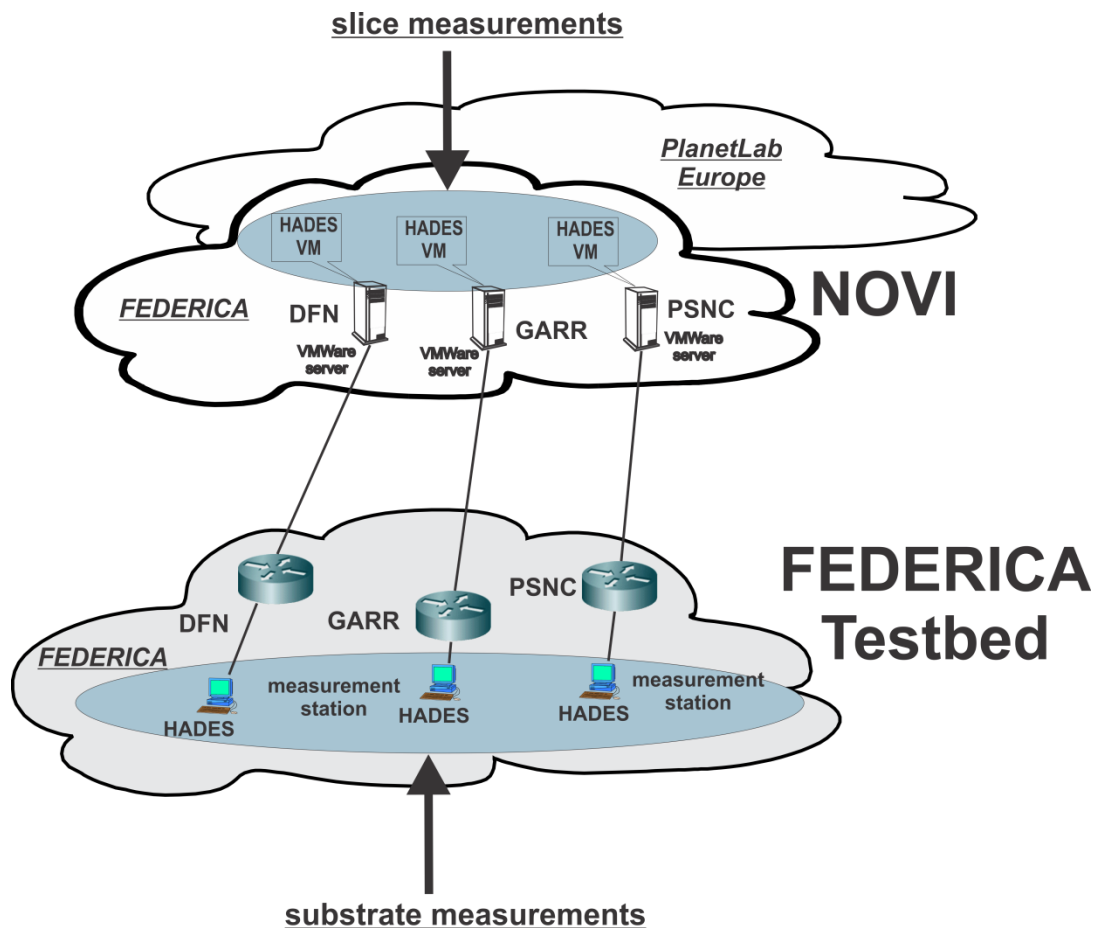 slice measurements
PlanetLab
Europe
HADES
VM
HADES
VM
HADES
VM
NOVI
FEDERICA
DFN
GARR
PSNC
VMWare
server
VMWare
server
VMWare
server
FEDERICA
Testbed
DFN
GARR
PSNC
FEDERICA
measurement
station
measurement
station
HADES
HADES
HADES
substrate measurements